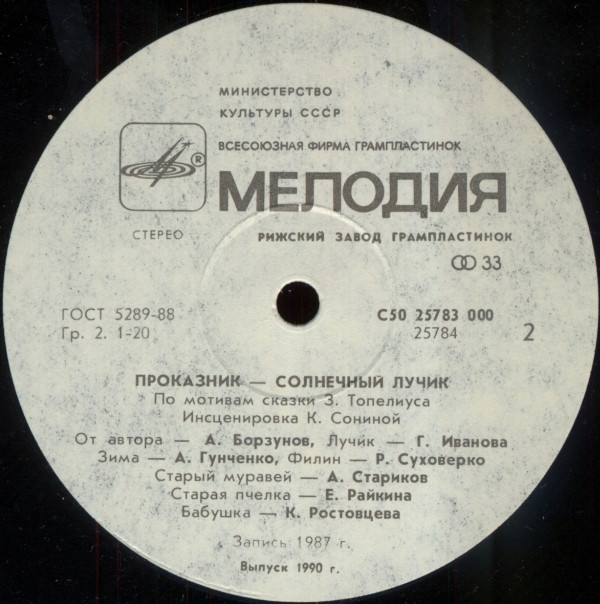 МИНИСТЕРСТВО
КУЛЬТУРЫ СССР
ВСЕСОЮЗНАЯ ФИРМА ГРАМПЛАСТИНОК
®
МЕЛОДИЯ
СТЕРЕО
РИЖСКИЙ ЗАВОД ГРАМПЛАСТИНОК
33
ГОСТ 5289-88
Гр. 2. 1-20
С50 25783 000
25784
2
ПРОКАЗНИК — СОЛНЕЧНЫЙ ЛУЧИК
По мотивам сказки З. Топелиуса
Инсценировка К. Сониной
От автора — А. Борзунов, Лучик — Г. Иванова
Зима — А. Гунченко, Филин — Р. Суховерко
Старый муравей — А. Стариков
Старая пчелка — Е. Райкина
Бабушка — К. Ростовцева
Запись 1987 г.
Выпуск 1990 г.